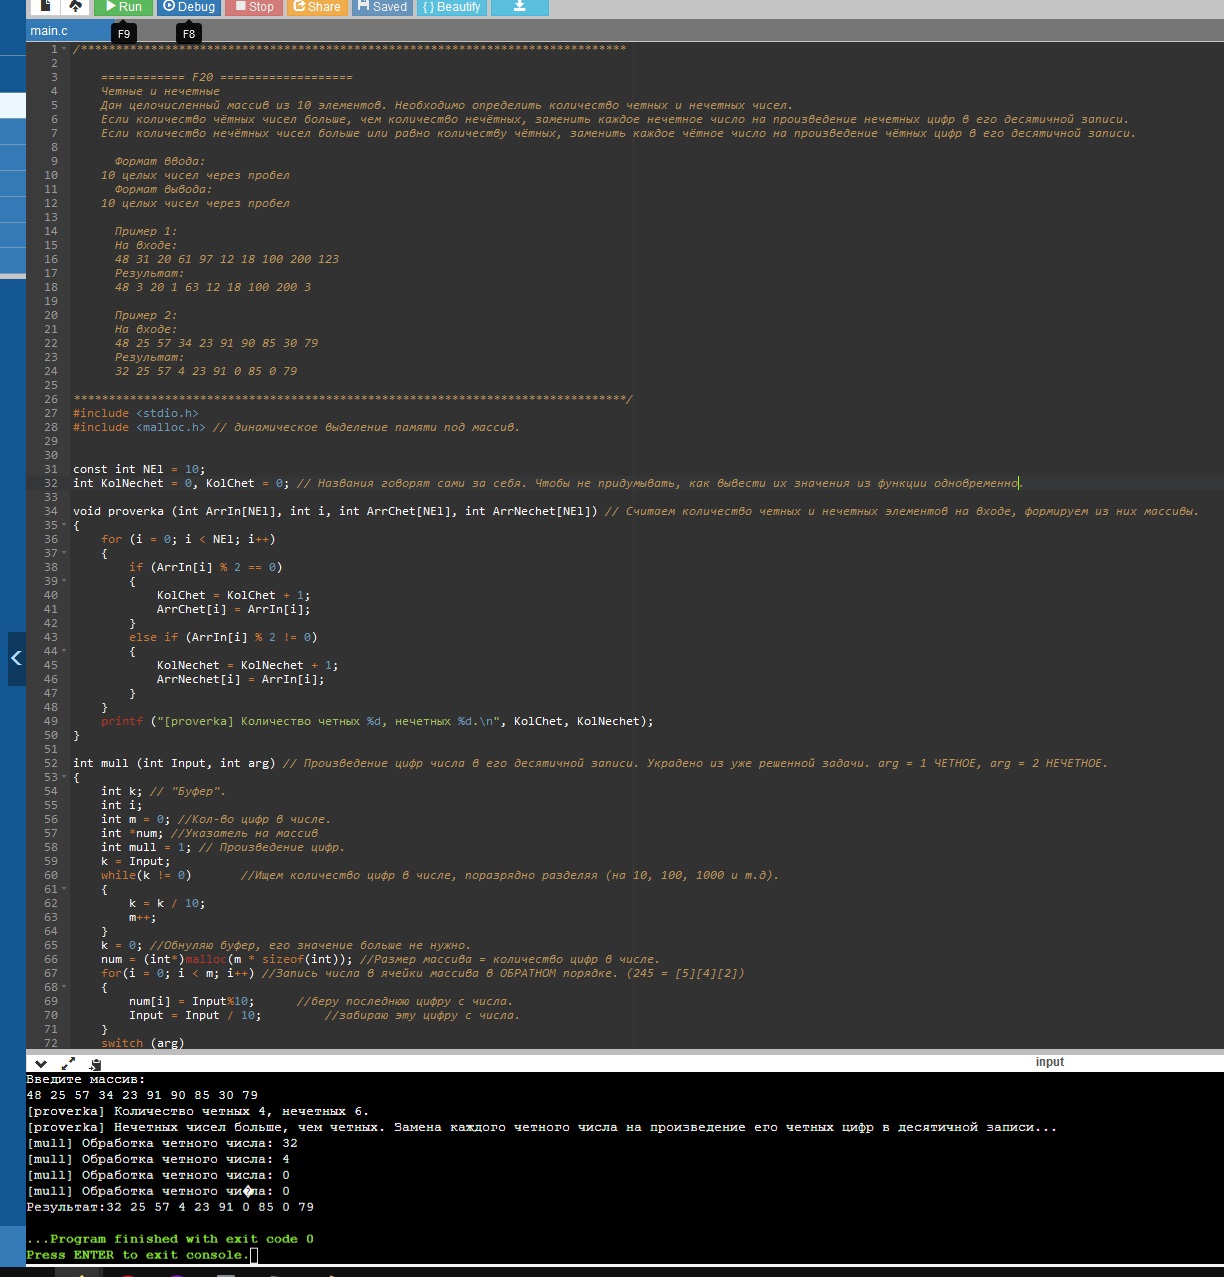 Run Debug Stop Share Saved { } Beautify
main.c F9 F8
1 /******************************************************************************
2
3 ============ F20 ===================
4 Четные и нечетные
5 Дан целочисленный массив из 10 элементов. Необходимо определить количество четных и нечетных чисел.
6 Если количество чётных чисел больше, чем количество нечётных, заменить каждое нечетное число на произведение нечетных цифр в его десятичной записи.
7 Если количество нечётных чисел больше или равно количеству чётных, заменить каждое чётное число на произведение чётных цифр в его десятичной записи.
8
9 Формат ввода:
10 10 целых чисел через пробел
11 Формат вывода:
12 10 целых чисел через пробел
13
14 Пример 1:
15 На входе:
16 48 31 20 61 97 12 18 100 200 123
17 Результат:
18 48 3 20 1 63 12 18 100 200 3
19
20 Пример 2:
21 На входе:
22 48 25 57 34 23 91 90 85 30 79
23 Результат:
24 32 25 57 4 23 91 0 85 0 79
25
26 *******************************************************************************/
27 #include <stdio.h>
28 #include <malloc.h> // динамическое выделение памяти под массив.
29
30
31 const int NEl = 10;
32 int KolNechet = 0, KolChet = 0; // Названия говорят сами за себя. Чтобы не придумывать, как вывести их значения из функции одновременно.
33
34 void proverka (int ArrIn[NEl], int i, int ArrChet[NEl], int ArrNechet[NEl]) // Считаем количество четных и нечетных элементов на входе, формируем из них массивы.
35 {
36 for (i = 0; i < NEl; i++)
37 {
38 if (ArrIn[i] % 2 == 0)
39 {
40 KolChet = KolChet + 1;
41 ArrChet[i] = ArrIn[i];
42 }
43 else if (ArrIn[i] % 2 != 0)
44 {
45 KolNechet = KolNechet + 1;
46 ArrNechet[i] = ArrIn[i];
47 }
48 }
49 printf ("[proverka] Количество четных %d, нечетных %d.\n", KolChet, KolNechet);
50 }
51
52 int mull (int Input, int arg) // Произведение цифр числа в его десятичной записи. Украдено из уже решенной задачи. arg = 1 ЧЕТНОЕ, arg = 2 НЕЧЕТНОЕ.
53 {
54 int k; // "Буфер".
55 int i;
56 int m = 0; //Кол-во цифр в числе.
57 int *num; //Указатель на массив
58 int mull = 1; // Произведение цифр.
59 k = Input;
60 while(k != 0) //Ищем количество цифр в числе, поразрядно разделяя (на 10, 100, 1000 и т.д).
61 {
62 k = k / 10;
63 m++;
64 }
65 k = 0; //Обнуляю буфер, его значение больше не нужно.
66 num = (int*)malloc(m * sizeof(int)); //Размер массива = количество цифр в числе.
67 for(i = 0; i < m; i++) //Запись числа в ячейки массива в ОБРАТНОМ порядке. (245 = [5][4][2])
68 {
69 num[i] = Input%10; //беру последнюю цифру с числа.
70 Input = Input / 10; //забираю эту цифру с числа.
71 }
72 switch (arg)
input
Введите массив:
48 25 57 34 23 91 90 85 30 79
[proverka] Количество четных 4, нечетных 6.
[proverka] Нечетных чисел больше, чем четных. Замена каждого четного числа на произведение его четных цифр в десятичной записи...
[mull] Обработка четного числа: 32
[mull] Обработка четного числа: 4
[mull] Обработка четного числа: 0
[mull] Обработка четного чи�ла: 0
Результат:32 25 57 4 23 91 0 85 0 79

...Program finished with exit code 0
Press ENTER to exit console.